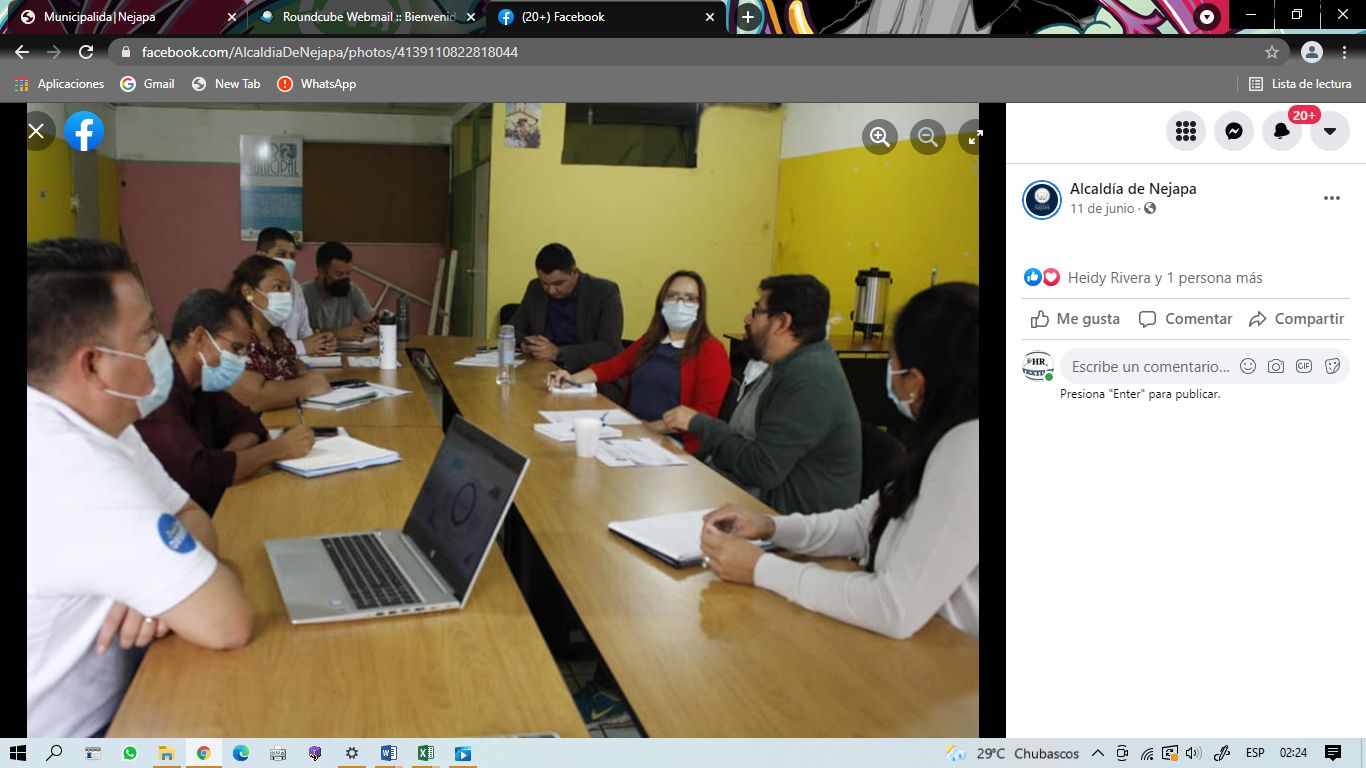 Municipalida|Nejapa
Roundcube Webmail :: Bienvenid
(20+) Facebook
facebook.com/AlcaldiaDeNejapa/photos/4139110822818044
Aplicaciones
Gmail
New Tab
WhatsApp
Lista de lectura
20+
Alcaldía de Nejapa
11 de junio ·
Heidy Rivera y 1 persona más
Me gusta
Comentar
Compartir
Escribe un comentario...
GIF
Presiona "Enter" para publicar.
29°C Chubascos
ESP
02:24